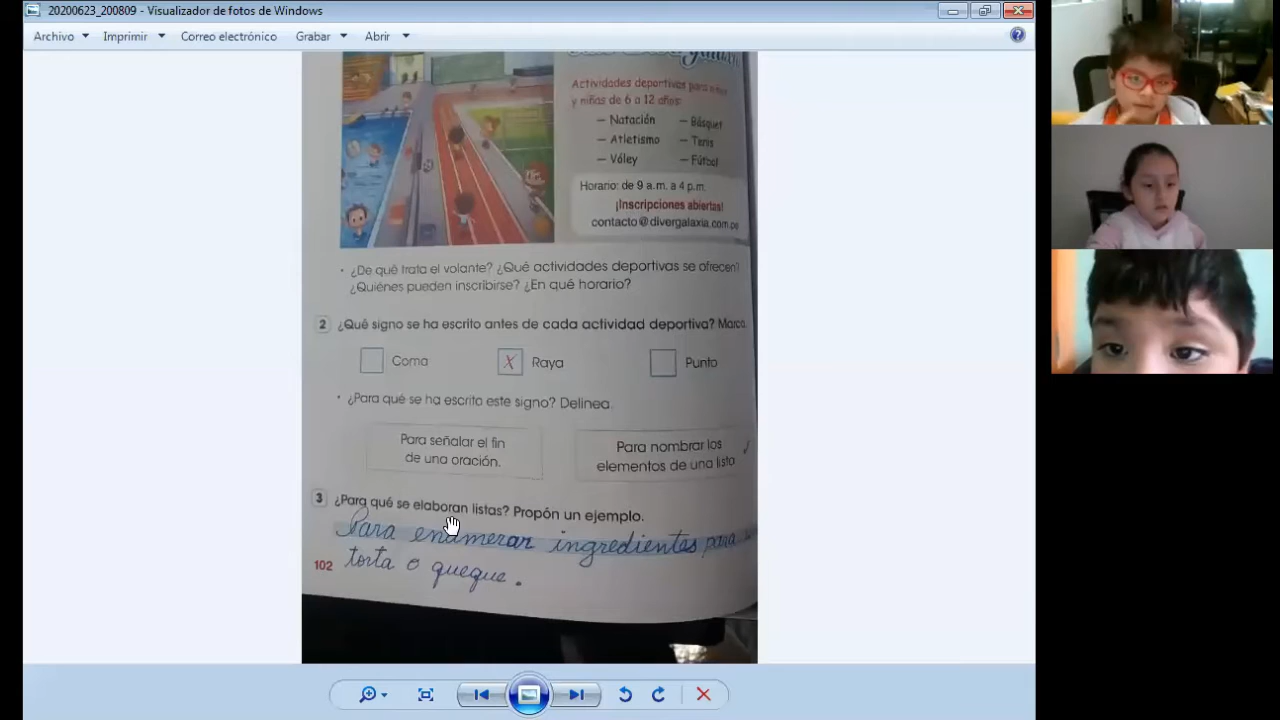 20200623_200809 - Visualizador de fotos de Windows
Archivo Imprimir Correo electrónico Grabar Abrir
Actividades deportivas para niños
y niñas de 6 a 12 años:
– Natación – Básquet
– Atletismo – Tenis
– Vóley – Fútbol
Horario: de 9 a.m. a 4 p.m.
¡Inscripciones abiertas!
contacto@divergalaxia.com.pe
• ¿De qué trata el volante? ¿Qué actividades deportivas se ofrecen?
¿Quiénes pueden inscribirse? ¿En qué horario?
2 ¿Qué signo se ha escrito antes de cada actividad deportiva? Marca.
Coma X Raya Punto
• ¿Para qué se ha escrito este signo? Delinea.
Para señalar el fin
de una oración.
Para nombrar los
elementos de una lista
3 ¿Para qué se elaboran listas? Propón un ejemplo.
Para enumerar ingredientes para
102 torta o queque.